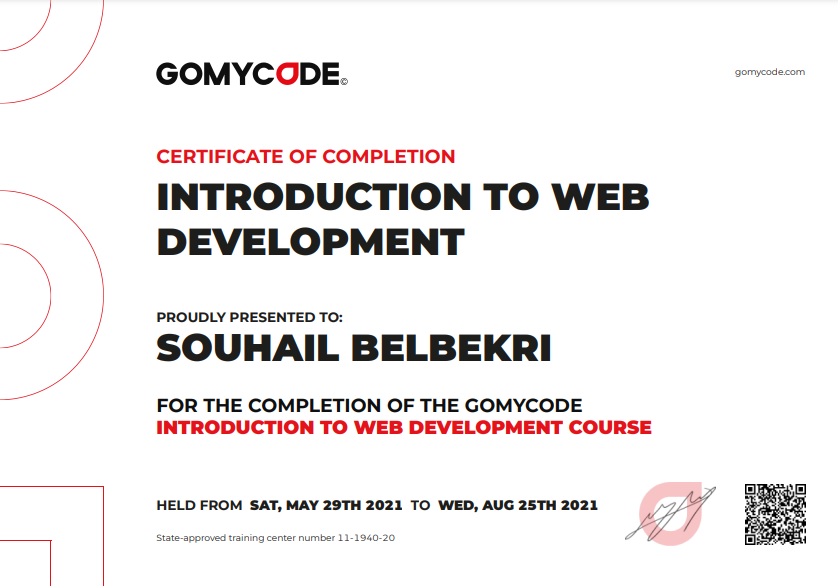 GOMYCODE©
gomycode.com
CERTIFICATE OF COMPLETION
INTRODUCTION TO WEB
DEVELOPMENT
PROUDLY PRESENTED TO:
SOUHAIL BELBEKRI
FOR THE COMPLETION OF THE GOMYCODE
INTRODUCTION TO WEB DEVELOPMENT COURSE
HELD FROM SAT, MAY 29TH 2021 TO WED, AUG 25TH 2021
State-approved training center number 11-1940-20